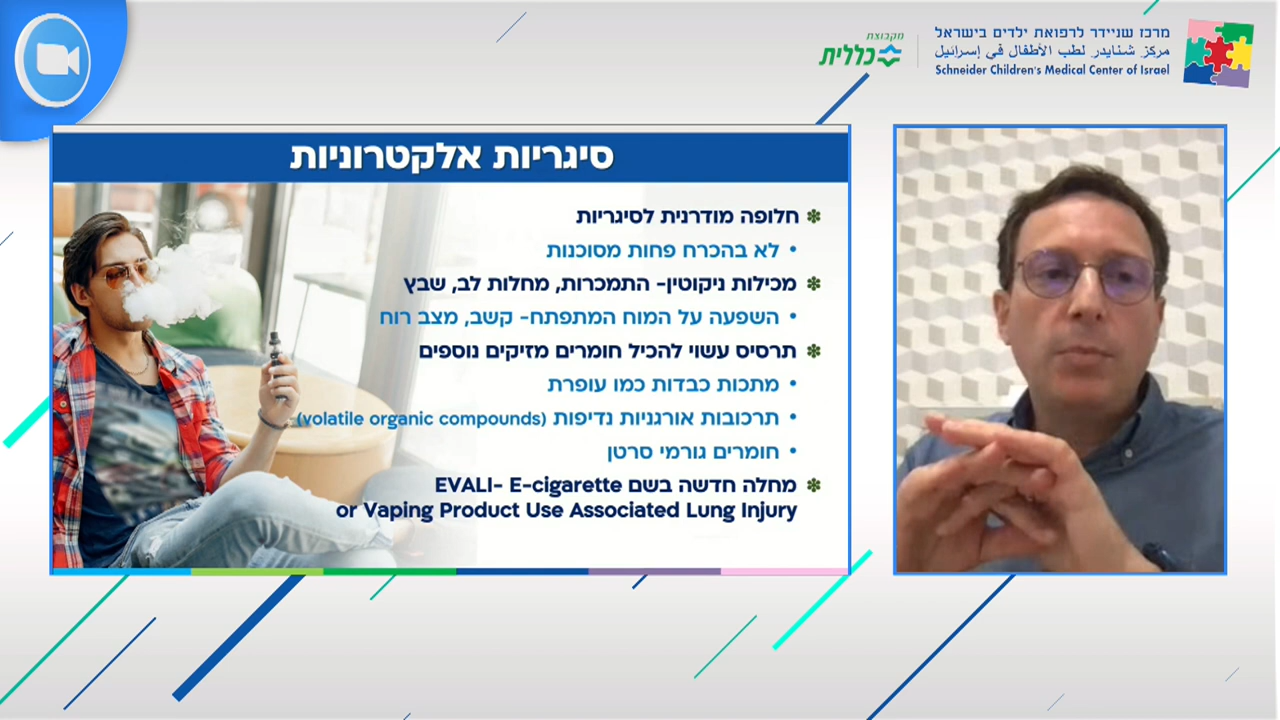 מקבוצת
כללית
מרכז שניידר לרפואת ילדים בישראל
مركز شنايدر لطب الأطفال في إسرائيل
Schneider Children's Medical Center of Israel
סיגריות אלקטרוניות
חלופה מודרנית לסיגריות
• לא בהכרח פחות מסוכנות
מכילות ניקוטין- התמכרות, מחלות לב, שבץ
• השפעה על המוח המתפתח- קשב, מצב רוח
תרסיס עשוי להכיל חומרים מזיקים נוספים
• מתכות כבדות כמו עופרת
• תרכובות אורגניות נדיפות (volatile organic compounds)
• חומרים גורמי סרטן
מחלה חדשה בשם EVALI- E-cigarette
or Vaping Product Use Associated Lung Injury